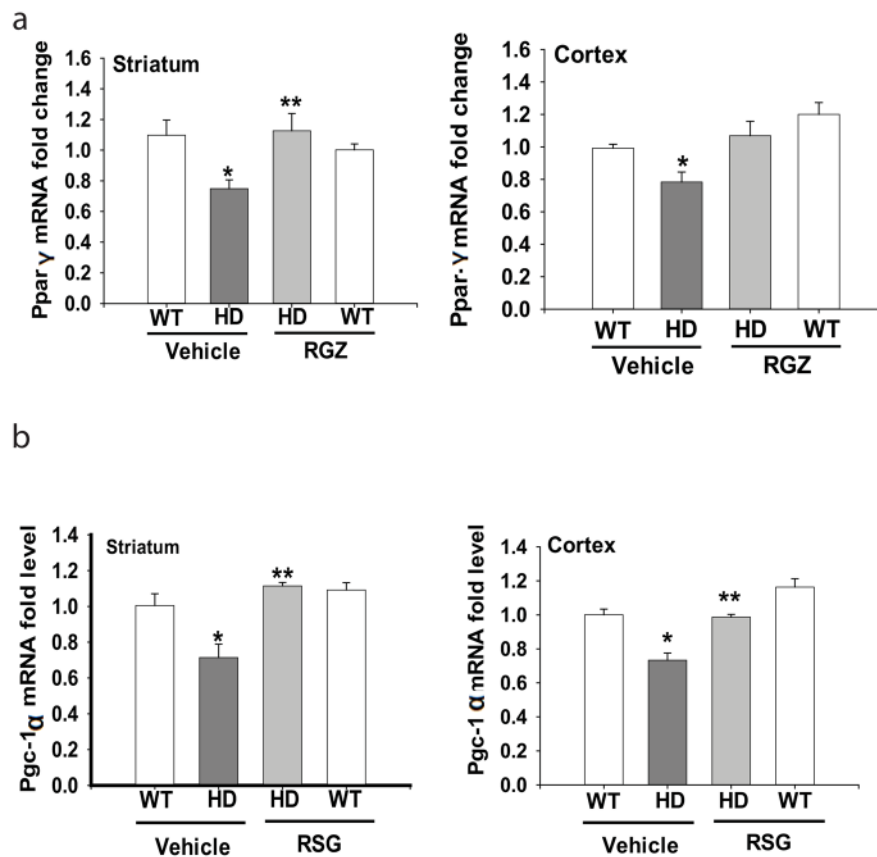 a
Striatum
Ppar γ mRNA fold change
1.6
1.4
1.2
1.0
0.8
0.6
0.4
0.2
0.0
*
**
WT HD HD WT
Vehicle RGZ
Cortex
Ppar·γ mRNA fold change
1.6
1.4
1.2
1.0
0.8
0.6
0.4
0.2
0.0
*
WT HD HD WT
Vehicle RGZ
b
Striatum
Pgc-1α mRNA fold level
1.4
1.2
1.0
0.8
0.6
0.4
0.2
0.0
*
**
WT HD HD WT
Vehicle RSG
Cortex
Pgc-1 α mRNA fold level
1.4
1.2
1.0
0.8
0.6
0.4
0.2
0.0
*
**
WT HD HD WT
Vehicle RSG